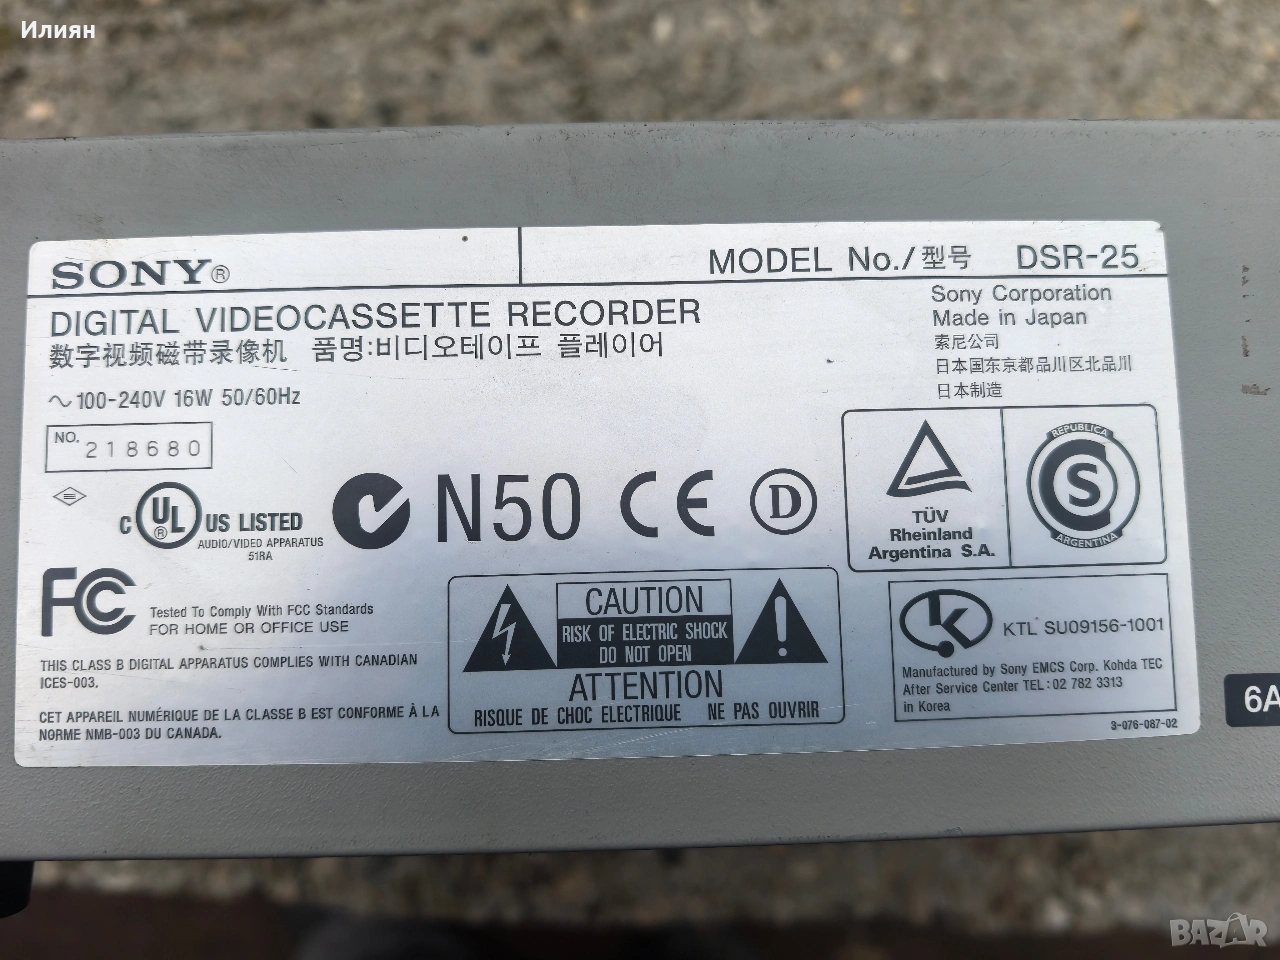 Илиян
SONY®
MODEL No./型号 DSR-25
DIGITAL VIDEOCASSETTE RECORDER
数字视频磁带录像机 품명:비디오테이프 플레이어
Sony Corporation
Made in Japan
索尼公司
日本国东京都品川区北品川
日本制造
~100-240V 16W 50/60Hz
NO. 218680
C UL® US LISTED
AUDIO/VIDEO APPARATUS
51RA
N50 CE D
TÜV
Rheinland
Argentina S.A.
REPUBLICA
S
ARGENTINA
FC
Tested To Comply With FCC Standards
FOR HOME OR OFFICE USE
THIS CLASS B DIGITAL APPARATUS COMPLIES WITH CANADIAN
ICES-003.
CET APPAREIL NUMÉRIQUE DE LA CLASSE B EST CONFORME À LA
NORME NMB-003 DU CANADA.
CAUTION
RISK OF ELECTRIC SHOCK
DO NOT OPEN
ATTENTION
RISQUE DE CHOC ELECTRIQUE NE PAS OUVRIR
KTL SU09156-1001
Manufactured by Sony EMCS Corp. Kohda TEC
After Service Center TEL:02 782 3313
in Korea
3-076-087-02
6A
BAZAR